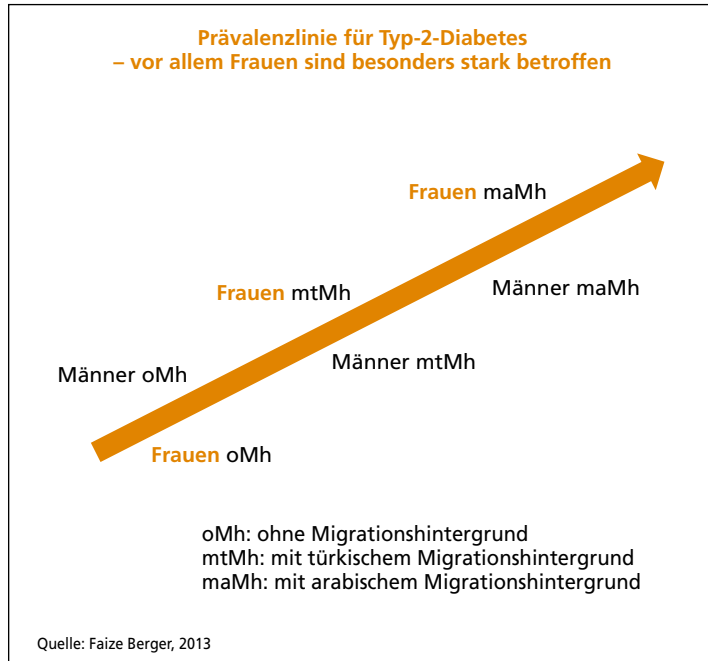 Prävalenzlinie für Typ-2-Diabetes
– vor allem Frauen sind besonders stark betroffen
Frauen maMh
Männer maMh
Frauen mtMh
Männer mtMh
Männer oMh
Frauen oMh
oMh: ohne Migrationshintergrund
mtMh: mit türkischem Migrationshintergrund
maMh: mit arabischem Migrationshintergrund
Quelle: Faize Berger, 2013